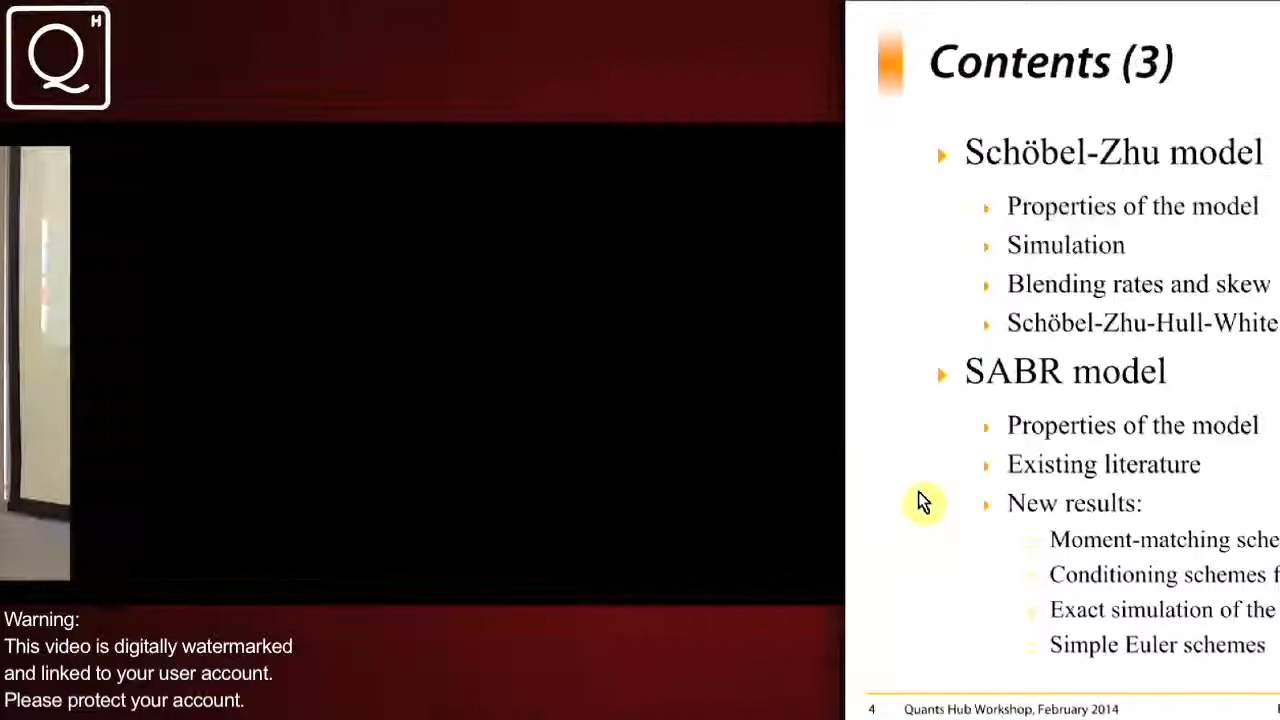 Q H
Warning:
This video is digitally watermarked
and linked to your user account.
Please protect your account.
Contents (3)
Schöbel-Zhu model
Properties of the model
Simulation
Blending rates and skew
Schöbel-Zhu-Hull-White
SABR model
Properties of the model
Existing literature
New results:
Moment-matching sche
Conditioning schemes f
Exact simulation of the
Simple Euler schemes
4 Quants Hub Workshop, February 2014